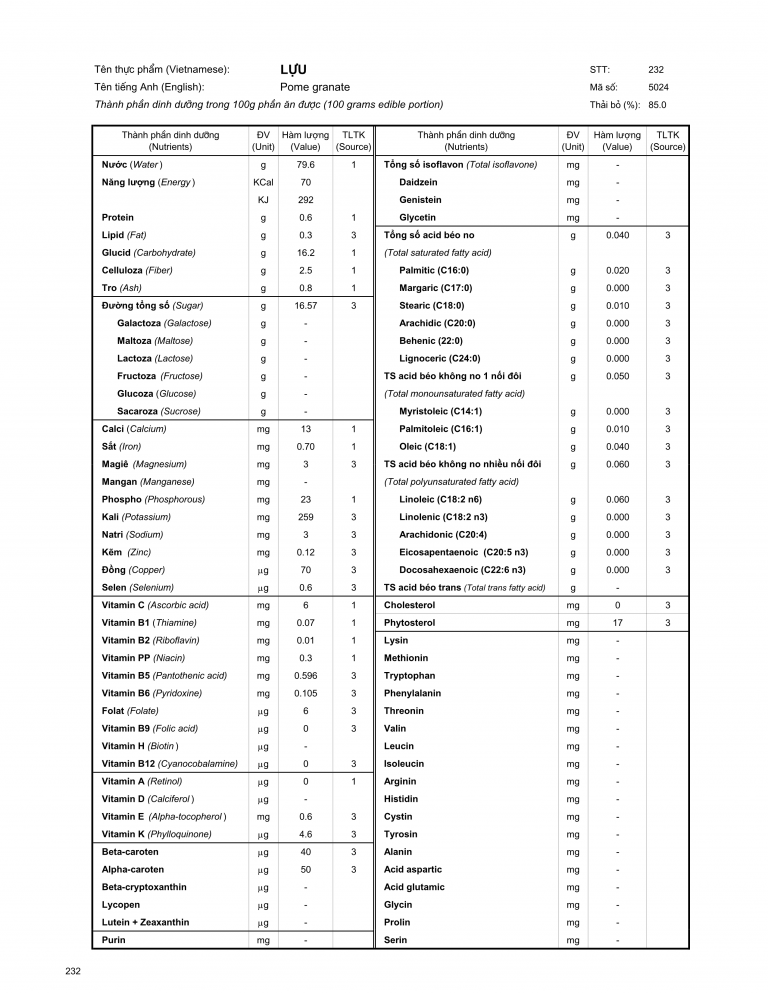 Tên thực phẩm (Vietnamese): LỰU STT: 232
Tên tiếng Anh (English): Pome granate Mã số: 5024
Thành phần dinh dưỡng trong 100g phần ăn được (100 grams edible portion) Thải bỏ (%): 85.0
Thành phần dinh dưỡng ĐV Hàm lượng TLTK Thành phần dinh dưỡng ĐV Hàm lượng TLTK
(Nutrients) (Unit) (Value) (Source) (Nutrients) (Unit) (Value) (Source)
Nước (Water ) g 79.6 1 Tổng số isoflavon (Total isoflavone) mg -
Năng lượng (Energy ) KCal 70 Daidzein mg -
KJ 292 Genistein mg -
Protein g 0.6 1 Glycetin mg -
Lipid (Fat) g 0.3 3 Tổng số acid béo no g 0.040 3
Glucid (Carbohydrate) g 16.2 1 (Total saturated fatty acid)
Celluloza (Fiber) g 2.5 1 Palmitic (C16:0) g 0.020 3
Tro (Ash) g 0.8 1 Margaric (C17:0) g 0.000 3
Đường tổng số (Sugar) g 16.57 3 Stearic (C18:0) g 0.010 3
Galactoza (Galactose) g - Arachidic (C20:0) g 0.000 3
Maltoza (Maltose) g - Behenic (22:0) g 0.000 3
Lactoza (Lactose) g - Lignoceric (C24:0) g 0.000 3
Fructoza (Fructose) g - TS acid béo không no 1 nối đôi g 0.050 3
Glucoza (Glucose) g - (Total monounsaturated fatty acid)
Sacaroza (Sucrose) g - Myristoleic (C14:1) g 0.000 3
Calci (Calcium) mg 13 1 Palmitoleic (C16:1) g 0.010 3
Sắt (Iron) mg 0.70 1 Oleic (C18:1) g 0.040 3
Magiê (Magnesium) mg 3 3 TS acid béo không no nhiều nối đôi g 0.060 3
Mangan (Manganese) mg - (Total polyunsaturated fatty acid)
Phospho (Phosphorous) mg 23 1 Linoleic (C18:2 n6) g 0.060 3
Kali (Potassium) mg 259 3 Linolenic (C18:2 n3) g 0.000 3
Natri (Sodium) mg 3 3 Arachidonic (C20:4) g 0.000 3
Kẽm (Zinc) mg 0.12 3 Eicosapentaenoic (C20:5 n3) g 0.000 3
Đồng (Copper) μg 70 3 Docosahexaenoic (C22:6 n3) g 0.000 3
Selen (Selenium) μg 0.6 3 TS acid béo trans (Total trans fatty acid) g -
Vitamin C (Ascorbic acid) mg 6 1 Cholesterol mg 0 3
Vitamin B1 (Thiamine) mg 0.07 1 Phytosterol mg 17 3
Vitamin B2 (Riboflavin) mg 0.01 1 Lysin mg -
Vitamin PP (Niacin) mg 0.3 1 Methionin mg -
Vitamin B5 (Pantothenic acid) mg 0.596 3 Tryptophan mg -
Vitamin B6 (Pyridoxine) mg 0.105 3 Phenylalanin mg -
Folat (Folate) μg 6 3 Threonin mg -
Vitamin B9 (Folic acid) μg 0 3 Valin mg -
Vitamin H (Biotin ) μg - Leucin mg -
Vitamin B12 (Cyanocobalamine) μg 0 3 Isoleucin mg -
Vitamin A (Retinol) μg 0 1 Arginin mg -
Vitamin D (Calciferol ) μg - Histidin mg -
Vitamin E (Alpha-tocopherol ) mg 0.6 3 Cystin mg -
Vitamin K (Phylloquinone) μg 4.6 3 Tyrosin mg -
Beta-caroten μg 40 3 Alanin mg -
Alpha-caroten μg 50 3 Acid aspartic mg -
Beta-cryptoxanthin μg - Acid glutamic mg -
Lycopen μg - Glycin mg -
Lutein + Zeaxanthin μg - Prolin mg -
Purin mg - Serin mg -
232